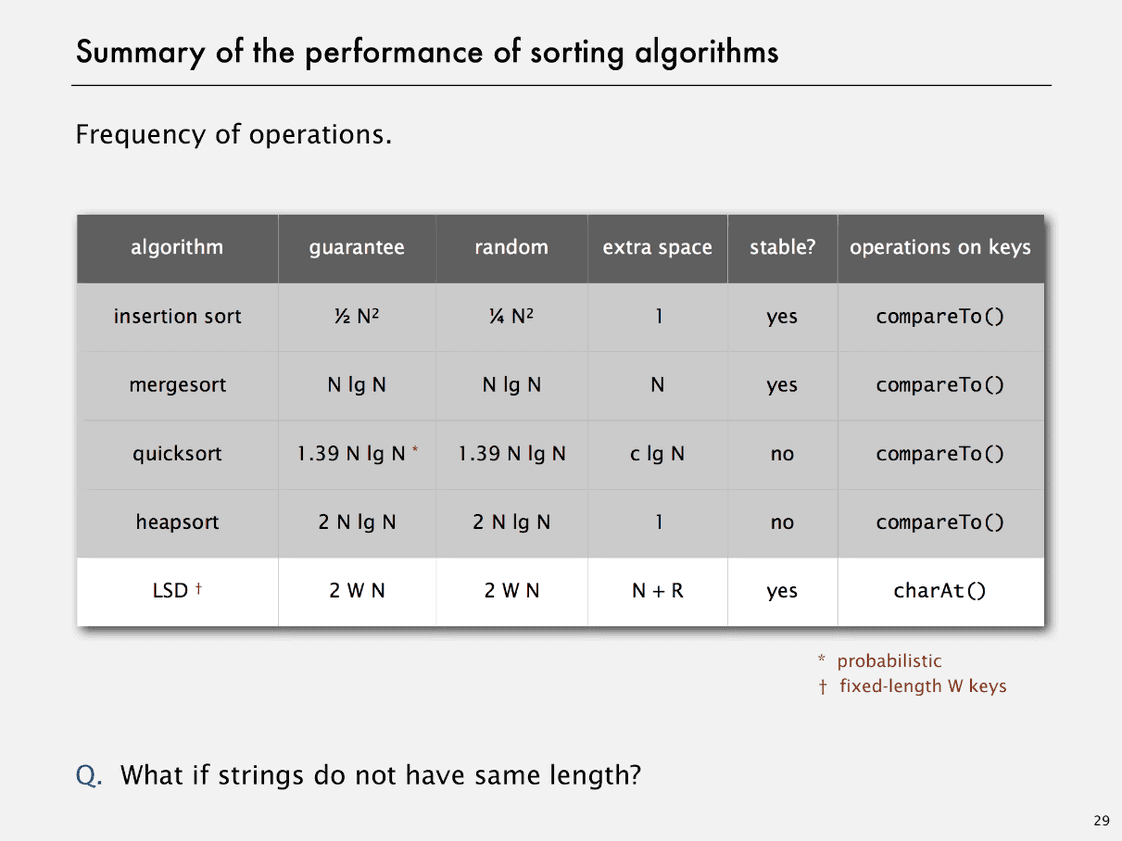 Summary of the performance of sorting algorithms
Frequency of operations.
algorithm guarantee random extra space stable? operations on keys
insertion sort ½ N² ¼ N² 1 yes compareTo()
mergesort N lg N N lg N N yes compareTo()
quicksort 1.39 N lg N * 1.39 N lg N c lg N no compareTo()
heapsort 2 N lg N 2 N lg N 1 no compareTo()
LSD † 2 W N 2 W N N + R yes charAt()
* probabilistic
† fixed-length W keys
Q. What if strings do not have same length?
29